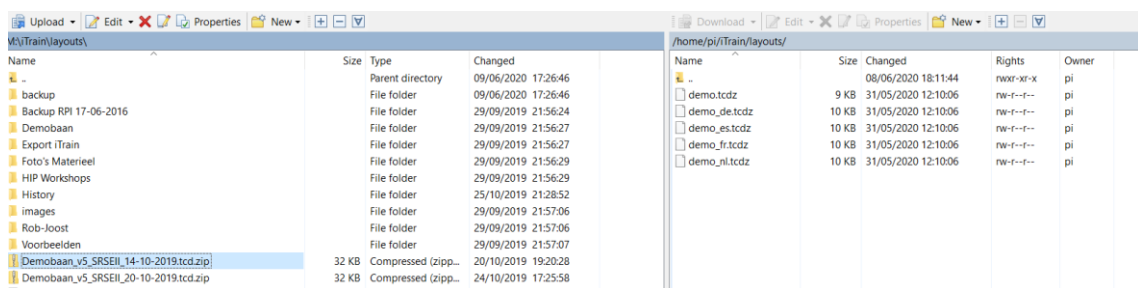 Upload Edit Properties New
M:\iTrain\layouts\
Name Size Type Changed
.. Parent directory 09/06/2020 17:26:46
backup File folder 09/06/2020 17:26:46
Backup RPI 17-06-2016 File folder 29/09/2019 21:56:24
Demobaan File folder 29/09/2019 21:56:27
Export iTrain File folder 29/09/2019 21:56:27
Foto's Materieel File folder 29/09/2019 21:56:29
HIP Workshops File folder 29/09/2019 21:56:29
History File folder 25/10/2019 21:28:52
images File folder 29/09/2019 21:57:06
Rob-Joost File folder 29/09/2019 21:57:06
Voorbeelden File folder 29/09/2019 21:57:07
Demobaan_v5_SRSEII_14-10-2019.tcd.zip 32 KB Compressed (zipp... 20/10/2019 19:20:28
Demobaan_v5_SRSEII_20-10-2019.tcd.zip 32 KB Compressed (zipp... 24/10/2019 17:25:58
Download Edit Properties New
/home/pi/iTrain/layouts/
Name Size Changed Rights Owner
.. 08/06/2020 18:11:44 rwxr-xr-x pi
demo.tcdz 9 KB 31/05/2020 12:10:06 rw-r--r-- pi
demo_de.tcdz 10 KB 31/05/2020 12:10:06 rw-r--r-- pi
demo_es.tcdz 10 KB 31/05/2020 12:10:06 rw-r--r-- pi
demo_fr.tcdz 10 KB 31/05/2020 12:10:06 rw-r--r-- pi
demo_nl.tcdz 10 KB 31/05/2020 12:10:06 rw-r--r-- pi